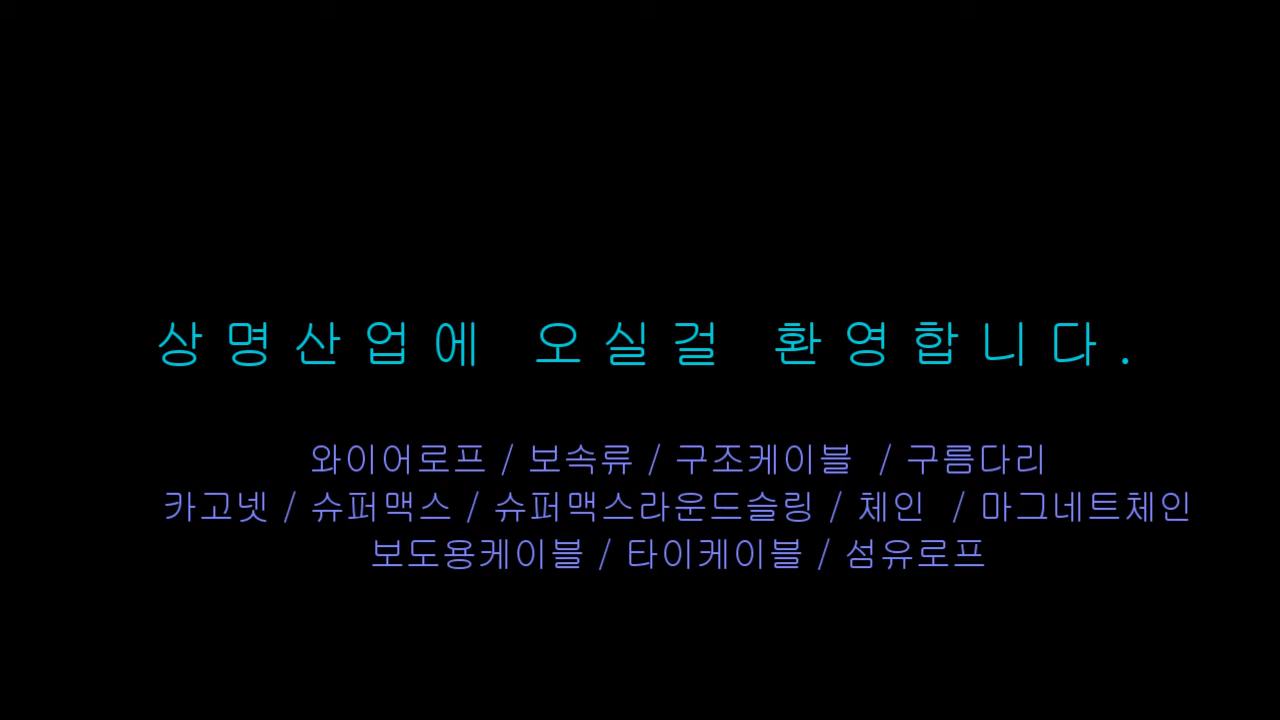 상명산업에 오실걸 환영합니다.
와이어로프 / 보속류 / 구조케이블 / 구름다리
카고넷 / 슈퍼맥스 / 슈퍼맥스라운드슬링 / 체인 / 마그네트체인
보도용케이블 / 타이케이블 / 섬유로프